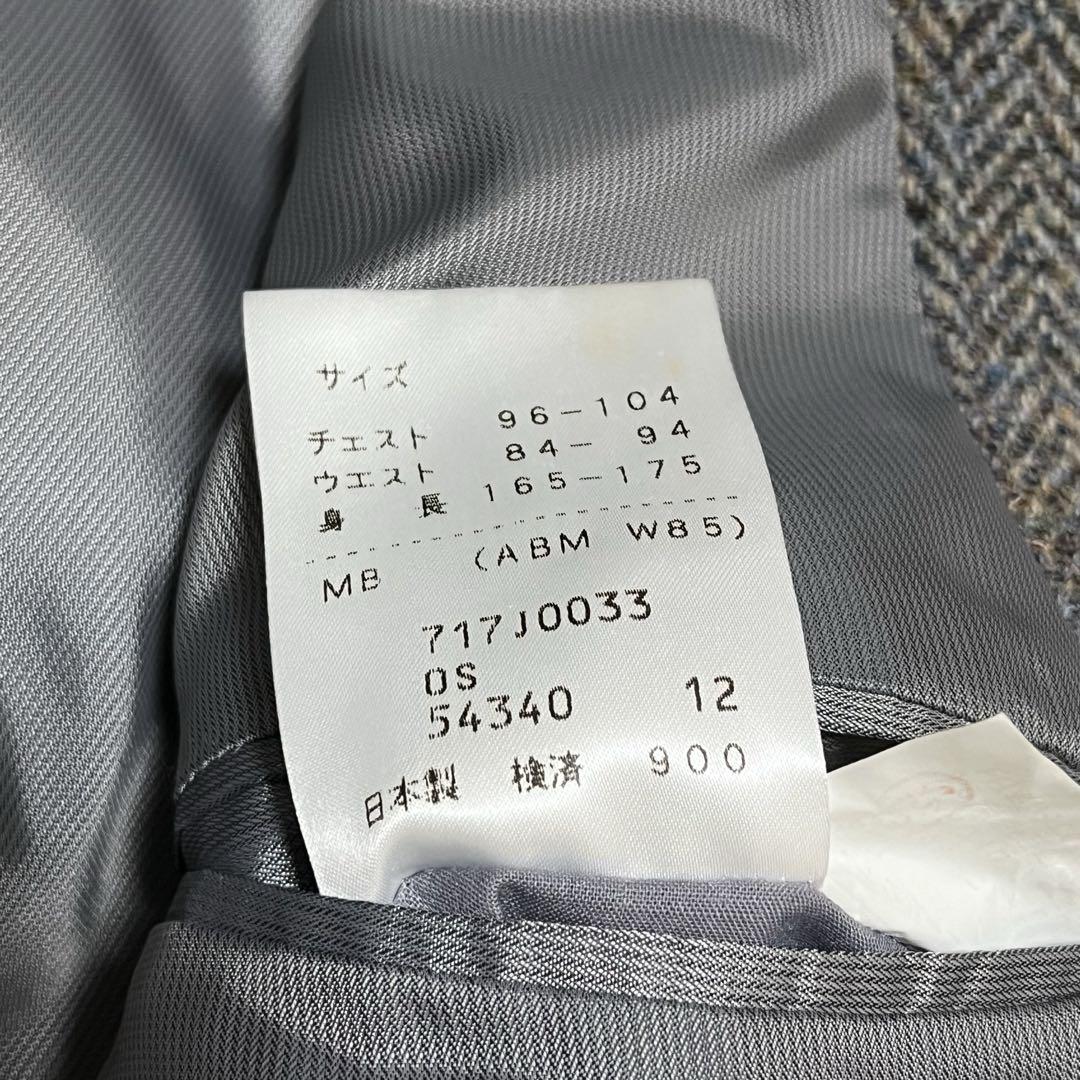 サイズ
チエスト 96-104
ウエスト 84- 94
身 長 165-175
MB (ABM W85)
717J0033
0S
54340 12
日本製 検済 900